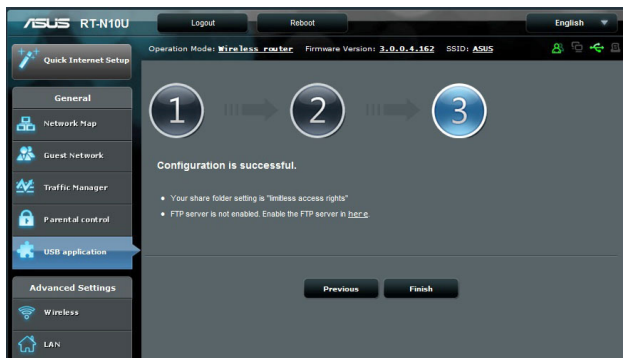 ASUS RT-N10U
Logout
Reboot
English
Quick Internet Setup
Operation Mode: Wireless router Firmware Version: 3.0.0.4.162 SSID: ASUS
General
Network Map
Guest Network
Traffic Manager
Parental control
USB application
Advanced Settings
Wireless
LAN
1
2
3
Configuration is successful.
Your share folder setting is "limitless access rights"
FTP server is not enabled. Enable the FTP server in here.
Previous
Finish